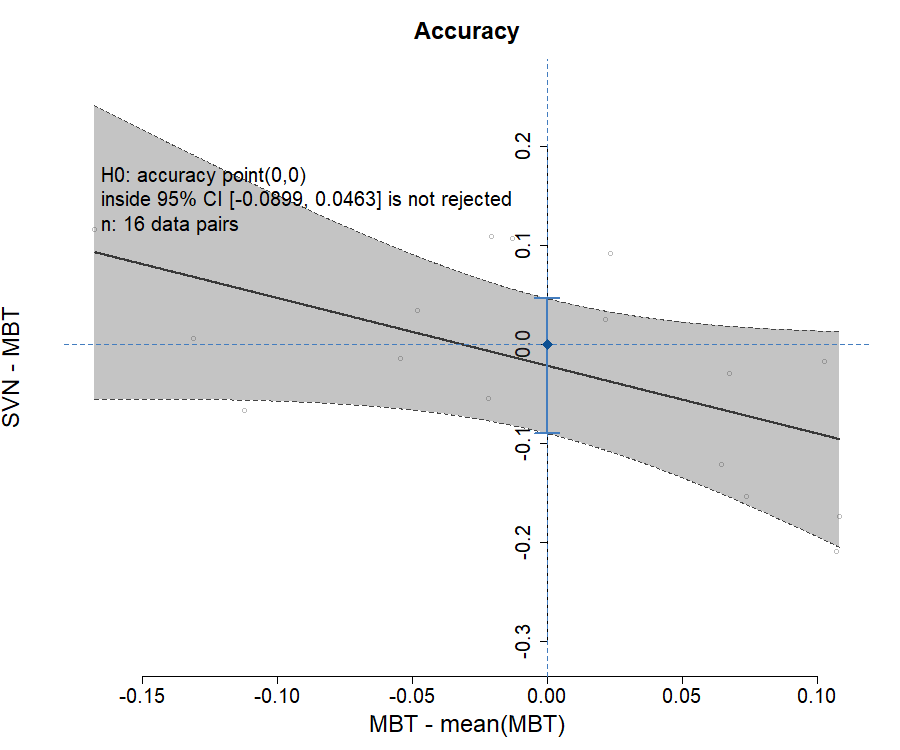 Accuracy
H0: accuracy point(0,0)
inside 95% CI [-0.0899, 0.0463] is not rejected
n: 16 data pairs
SVN - MBT
0.2
0.1
0.0
-0.1
-0.2
-0.3
-0.15
-0.10
-0.05
0.00
0.05
0.10
MBT - mean(MBT)